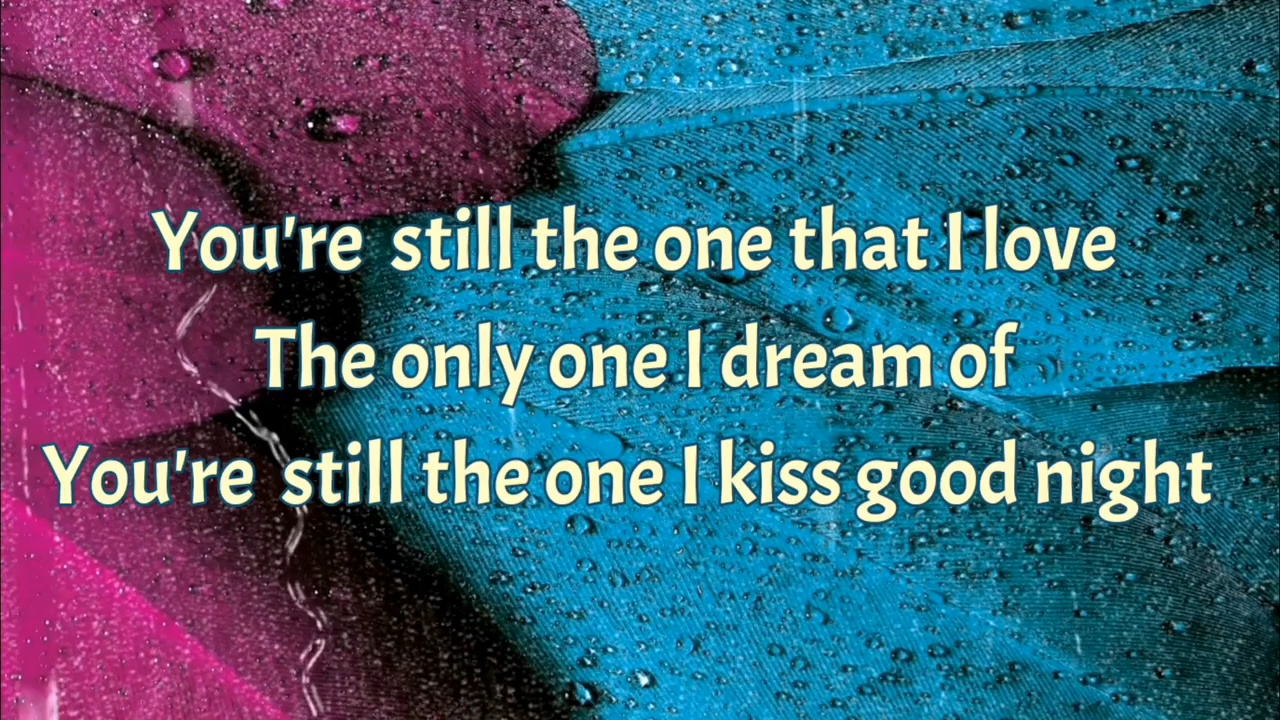 You're still the one that I love
The only one I dream of
You're still the one I kiss good night